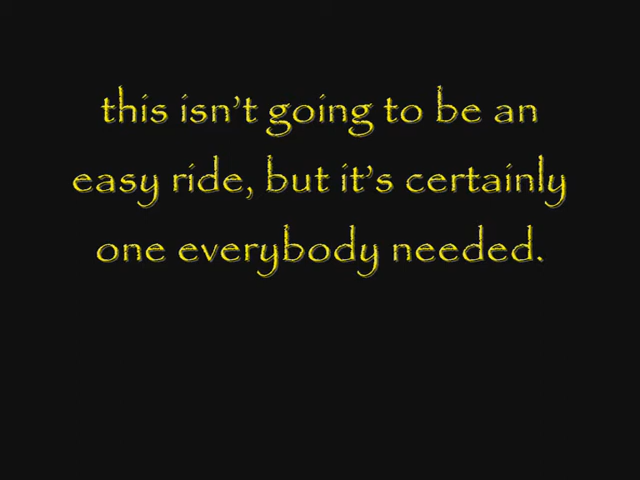 this isn't going to be an
easy ride, but it's certainly
one everybody needed.